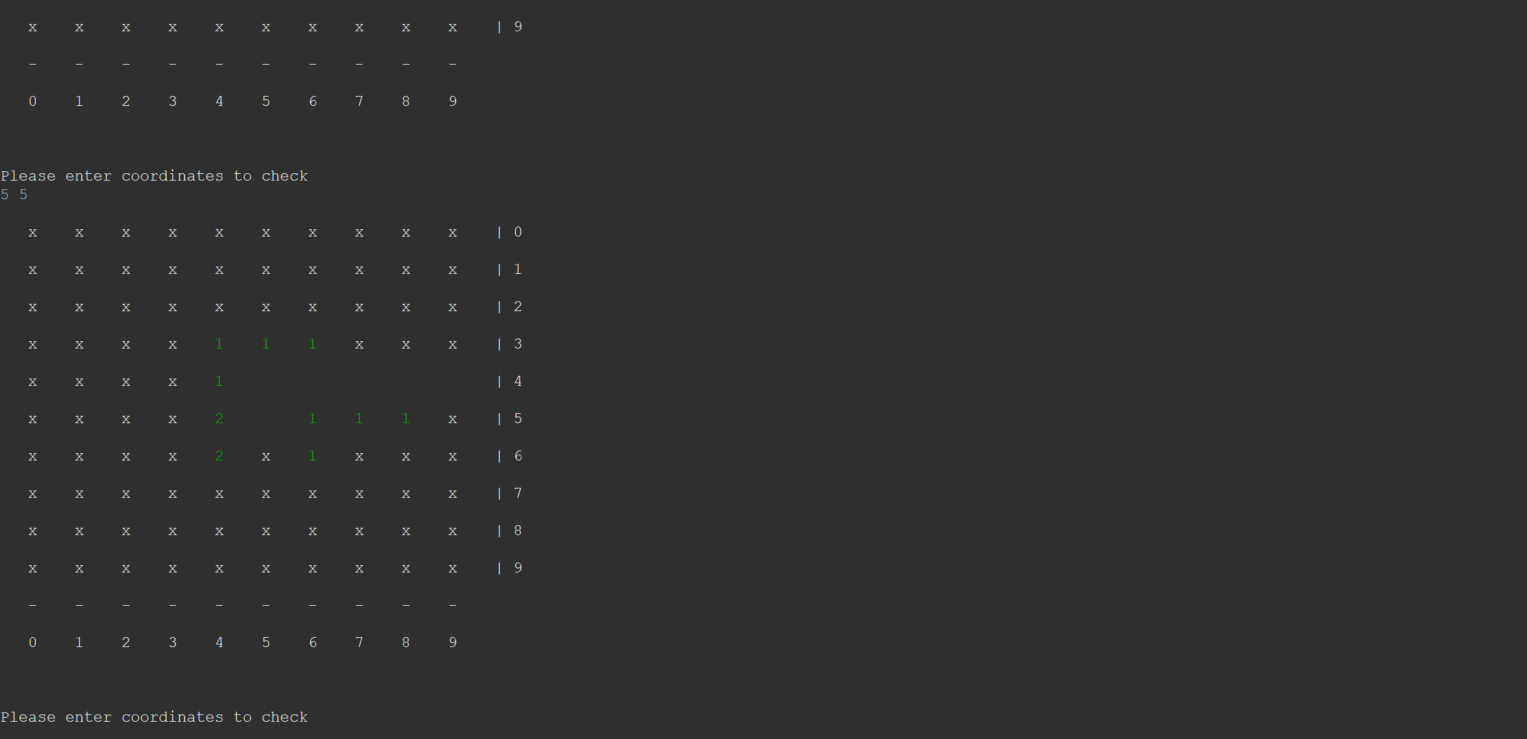 x x x x x x x x x x | 9
- - - - - - - - - -
0 1 2 3 4 5 6 7 8 9
Please enter coordinates to check
5 5
x x x x x x x x x x | 0
x x x x x x x x x x | 1
x x x x x x x x x x | 2
x x x x 1 1 1 x x x | 3
x x x x 1 | 4
x x x x 2 1 1 1 x | 5
x x x x 2 x 1 x x x | 6
x x x x x x x x x x | 7
x x x x x x x x x x | 8
x x x x x x x x x x | 9
- - - - - - - - - -
0 1 2 3 4 5 6 7 8 9
Please enter coordinates to check